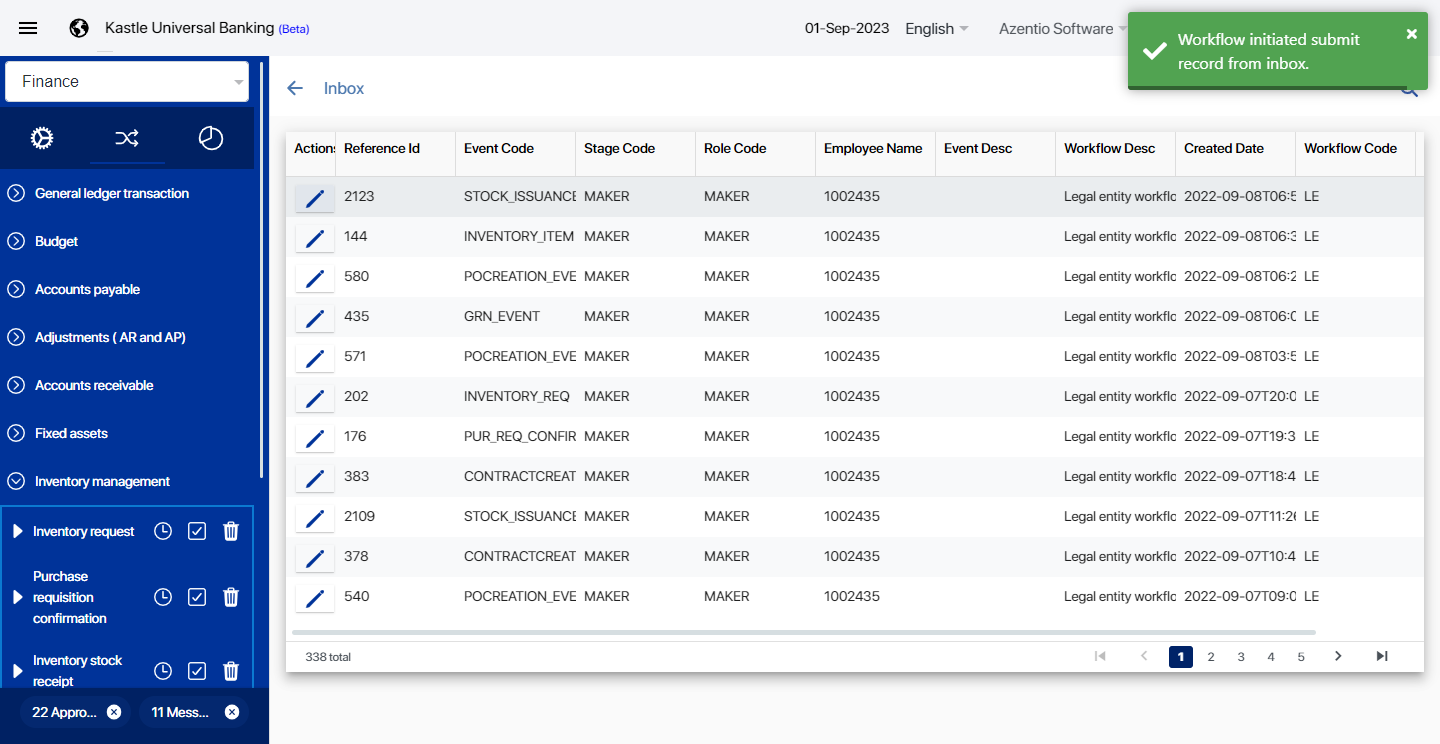 Kastle Universal Banking (Beta)
01-Sep-2023
English
Azentio Software
Workflow initiated submit
record from inbox.
Finance
Inbox
General ledger transaction
Budget
Accounts payable
Adjustments ( AR and AP)
Accounts receivable
Fixed assets
Inventory management
Inventory request
Purchase
requisition
confirmation
Inventory stock
receipt
22 Appro...
11 Mess...
Actions Reference Id Event Code Stage Code Role Code Employee Name Event Desc Workflow Desc Created Date Workflow Code
2123 STOCK_ISSUANCE MAKER MAKER 1002435 Legal entity workflo 2022-09-08T06:5 LE
144 INVENTORY_ITEM MAKER MAKER 1002435 Legal entity workflo 2022-09-08T06:3 LE
580 POCREATION_EVE MAKER MAKER 1002435 Legal entity workflo 2022-09-08T06:2 LE
435 GRN_EVENT MAKER MAKER 1002435 Legal entity workflo 2022-09-08T06:0 LE
571 POCREATION_EVE MAKER MAKER 1002435 Legal entity workflo 2022-09-08T03:5 LE
202 INVENTORY_REQ MAKER MAKER 1002435 Legal entity workflo 2022-09-07T20:0 LE
176 PUR_REQ_CONFIR MAKER MAKER 1002435 Legal entity workflo 2022-09-07T19:3 LE
383 CONTRACTCREAT MAKER MAKER 1002435 Legal entity workflo 2022-09-07T18:4 LE
2109 STOCK_ISSUANCE MAKER MAKER 1002435 Legal entity workflo 2022-09-07T11:26 LE
378 CONTRACTCREAT MAKER MAKER 1002435 Legal entity workflo 2022-09-07T10:4 LE
540 POCREATION_EVE MAKER MAKER 1002435 Legal entity workflo 2022-09-07T09:0 LE
338 total
1 2 3 4 5